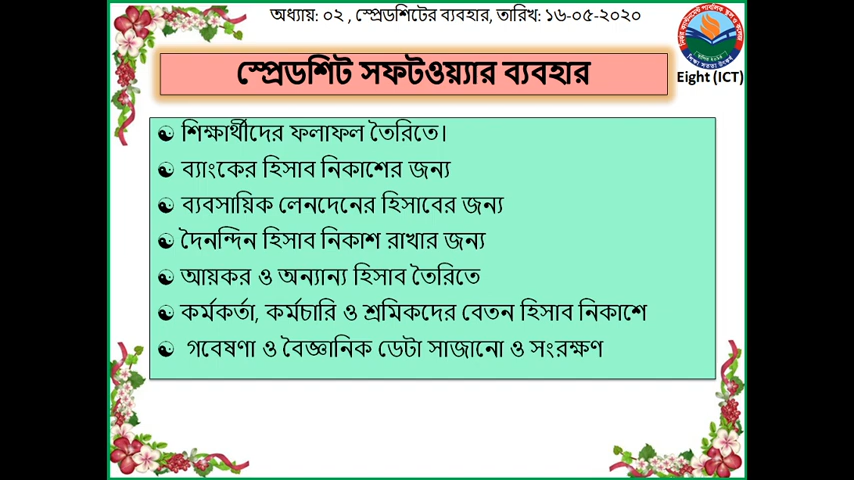 অধ্যায়: ০২ , স্প্রেডশিটের ব্যবহার, তারিখ: ১৬-০৫-২০২০
স্প্রেডশিট সফটওয়্যার ব্যবহার
Eight (ICT)
শিক্ষার্থীদের ফলাফল তৈরিতে।
ব্যাংকের হিসাব নিকাশের জন্য
ব্যবসায়িক লেনদেনের হিসাবের জন্য
দৈনন্দিন হিসাব নিকাশ রাখার জন্য
আয়কর ও অন্যান্য হিসাব তৈরিতে
কর্মকর্তা, কর্মচারি ও শ্রমিকদের বেতন হিসাব নিকাশে
গবেষণা ও বৈজ্ঞানিক ডেটা সাজানো ও সংরক্ষণ